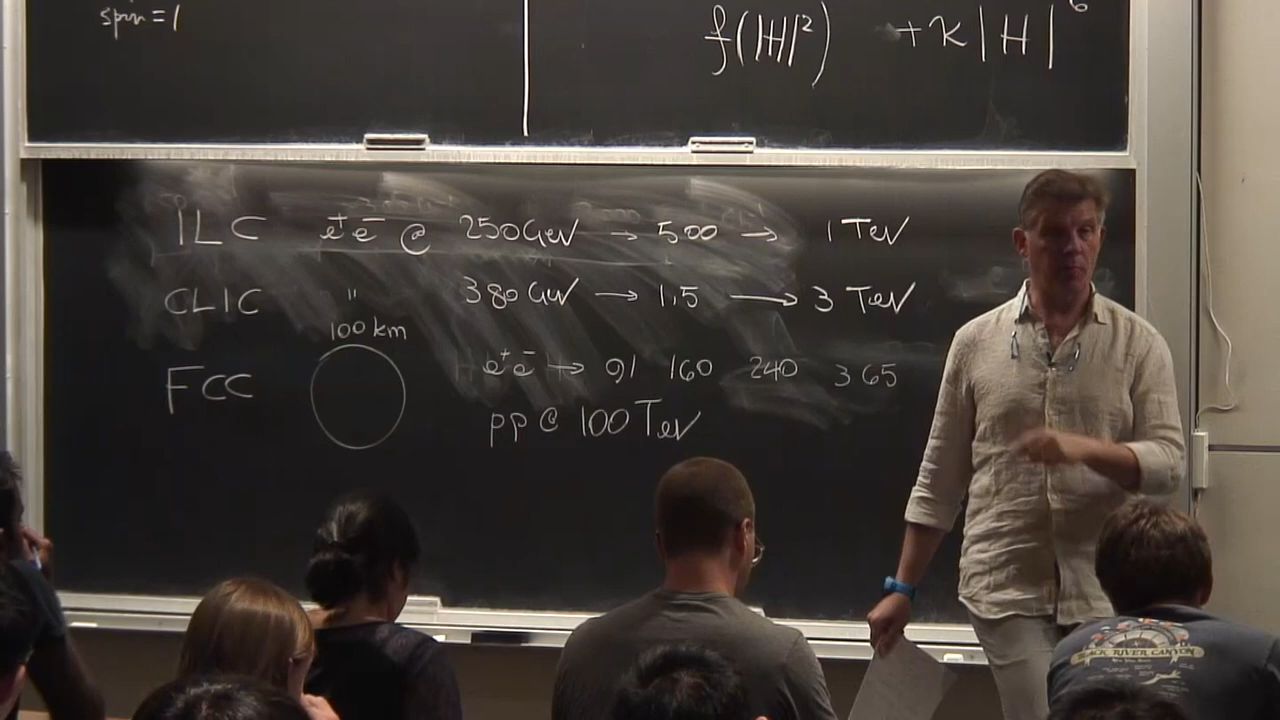 spin = 1
f(|H|²) + K|H|⁶
ILC e⁺e⁻ @ 250 GeV → 500 → 1 TeV
CLIC " 380 GeV → 1,5 → 3 TeV
100 km
FCC e⁺e⁻ → 91 160 240 365
pp @ 100 TeV
BLACK RIVER CANYON